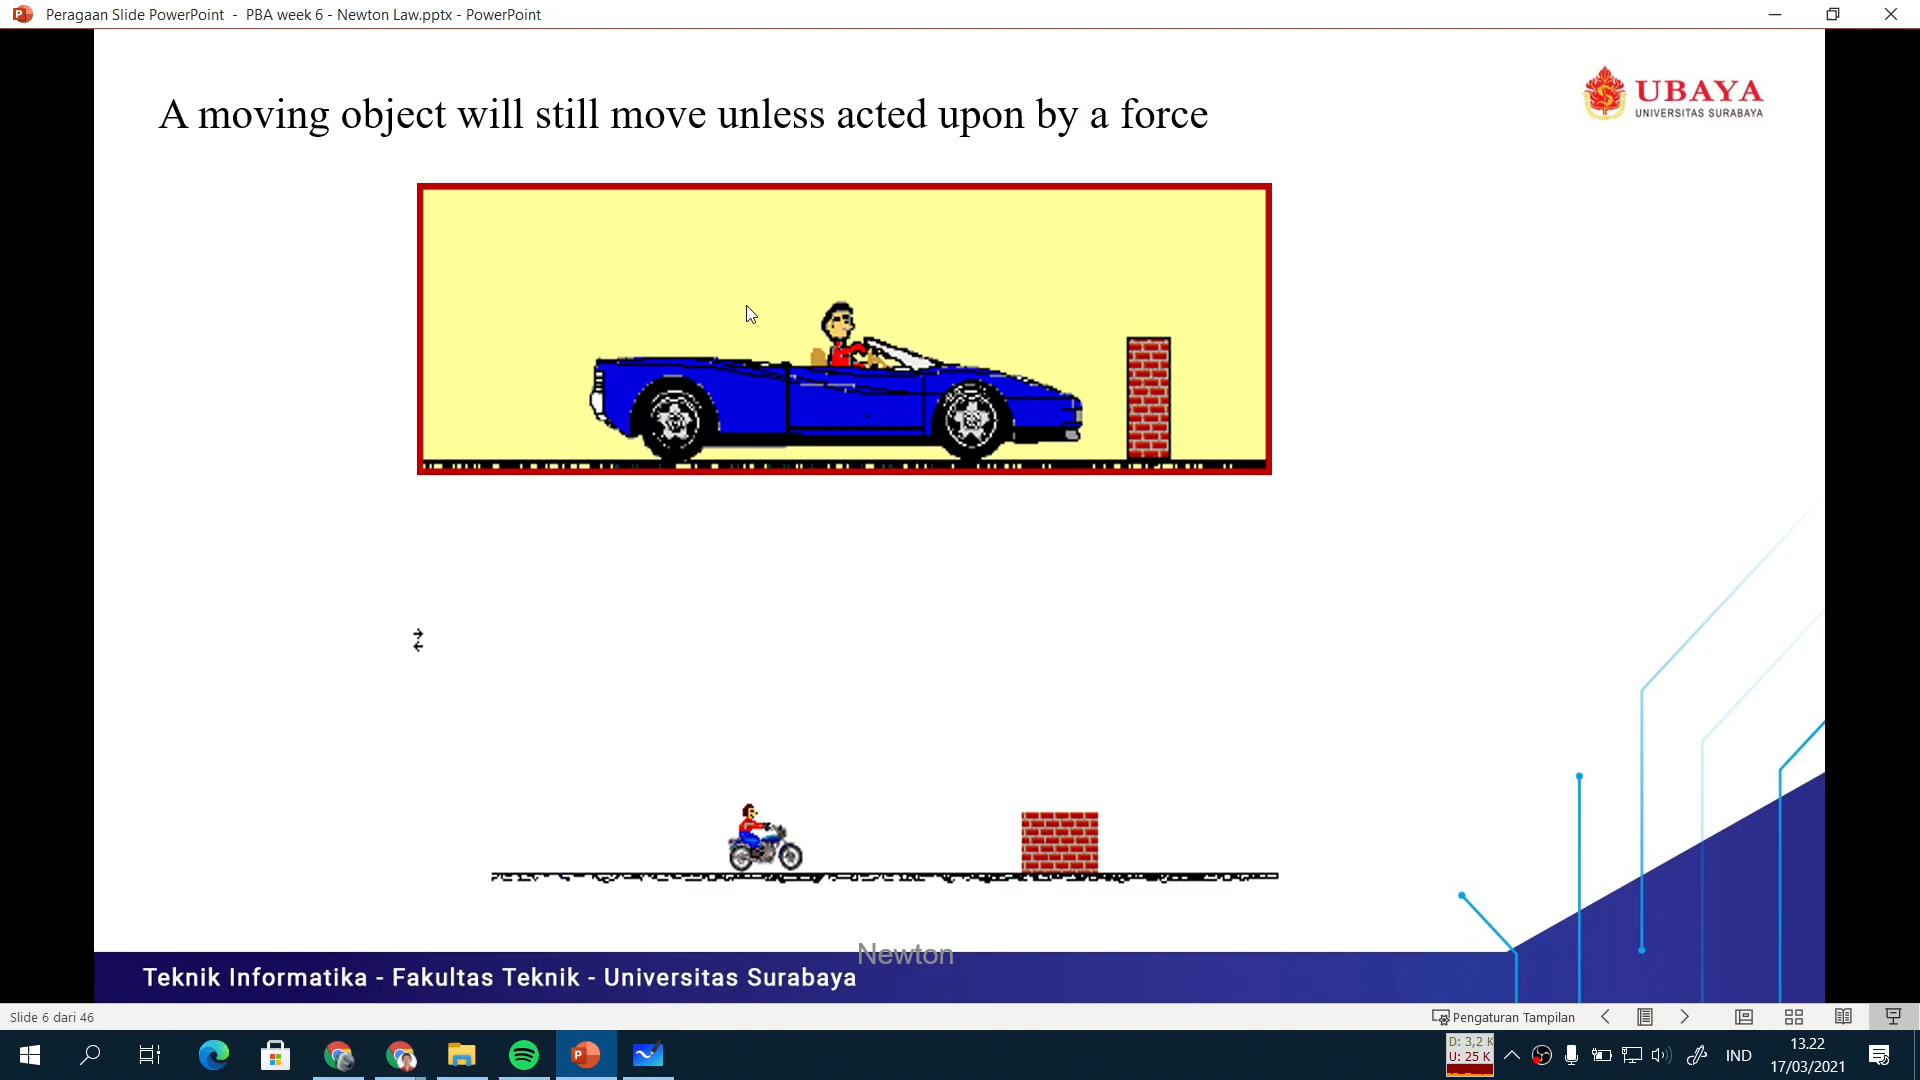 Peragaan Slide PowerPoint - PBA week 6 - Newton Law.pptx - PowerPoint
UBAYA
UNIVERSITAS SURABAYA
A moving object will still move unless acted upon by a force
Newton
Teknik Informatika - Fakultas Teknik - Universitas Surabaya
Slide 6 dari 46
Pengaturan Tampilan
D: 3,2 K
U: 25 K
IND
13.22
17/03/2021